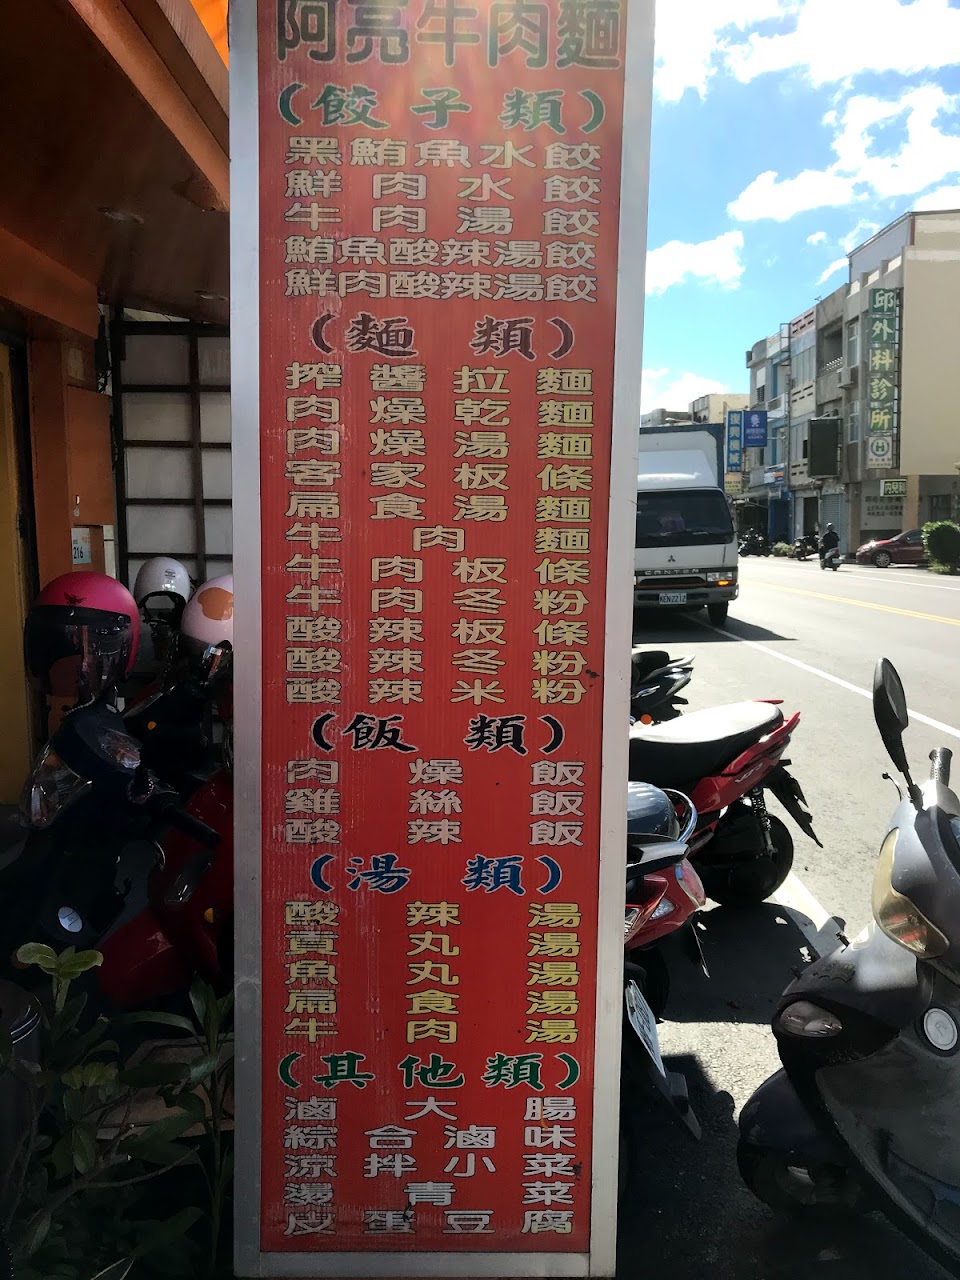 阿亮牛肉麵
(餃子類)
黑鮪魚水餃
鮮肉水餃
牛肉湯餃
鮪魚酸辣湯餃
鮮肉酸辣湯餃
(麵類)
搾醬拉麵
肉燥乾麵
肉燥湯麵
客家板條
扁食湯麵
牛肉麵
牛肉板條
牛肉冬粉
酸辣板條
酸辣冬粉
酸辣米粉
(飯類)
肉燥飯
雞絲飯
酸辣飯
(湯類)
酸辣湯
貢丸湯
魚丸湯
扁食湯
牛肉湯
(其他類)
滷大腸
綜合滷味
涼拌小菜
燙青菜
皮蛋豆腐
邱外科診所
內兒科
CANTER
216